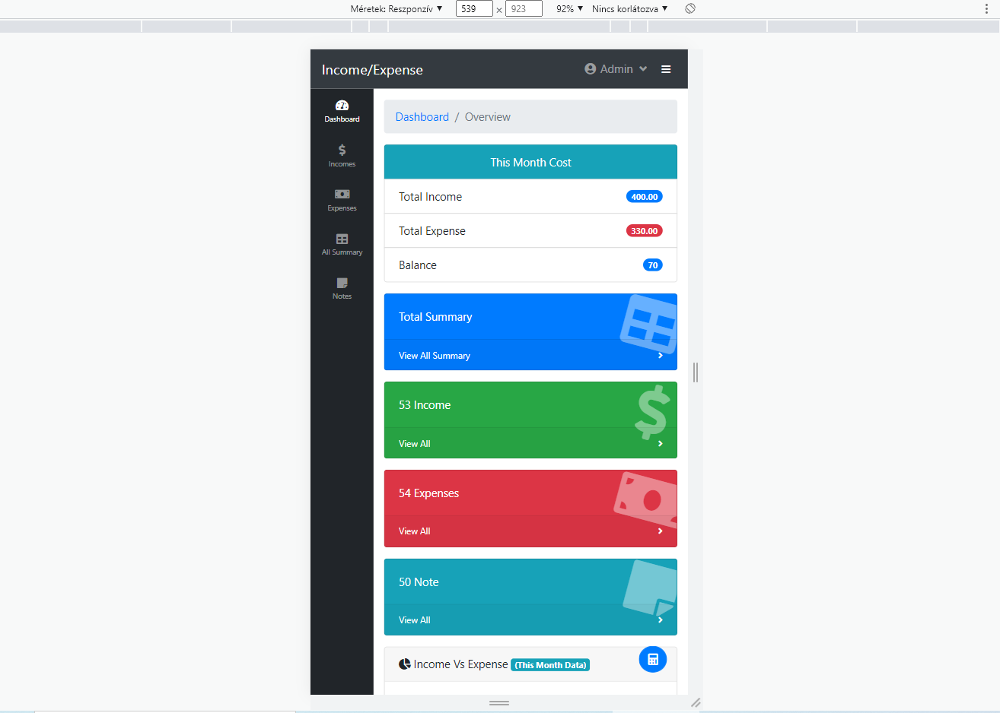 Méretek: Reszponzív 539 × 923 92% Nincs korlátozva
Income/Expense Admin
Dashboard
Incomes
Expenses
All Summary
Notes
Dashboard / Overview
This Month Cost
Total Income 400.00
Total Expense 330.00
Balance 70
Total Summary
View All Summary
53 Income
View All
54 Expenses
View All
50 Note
View All
Income Vs Expense (This Month Data)